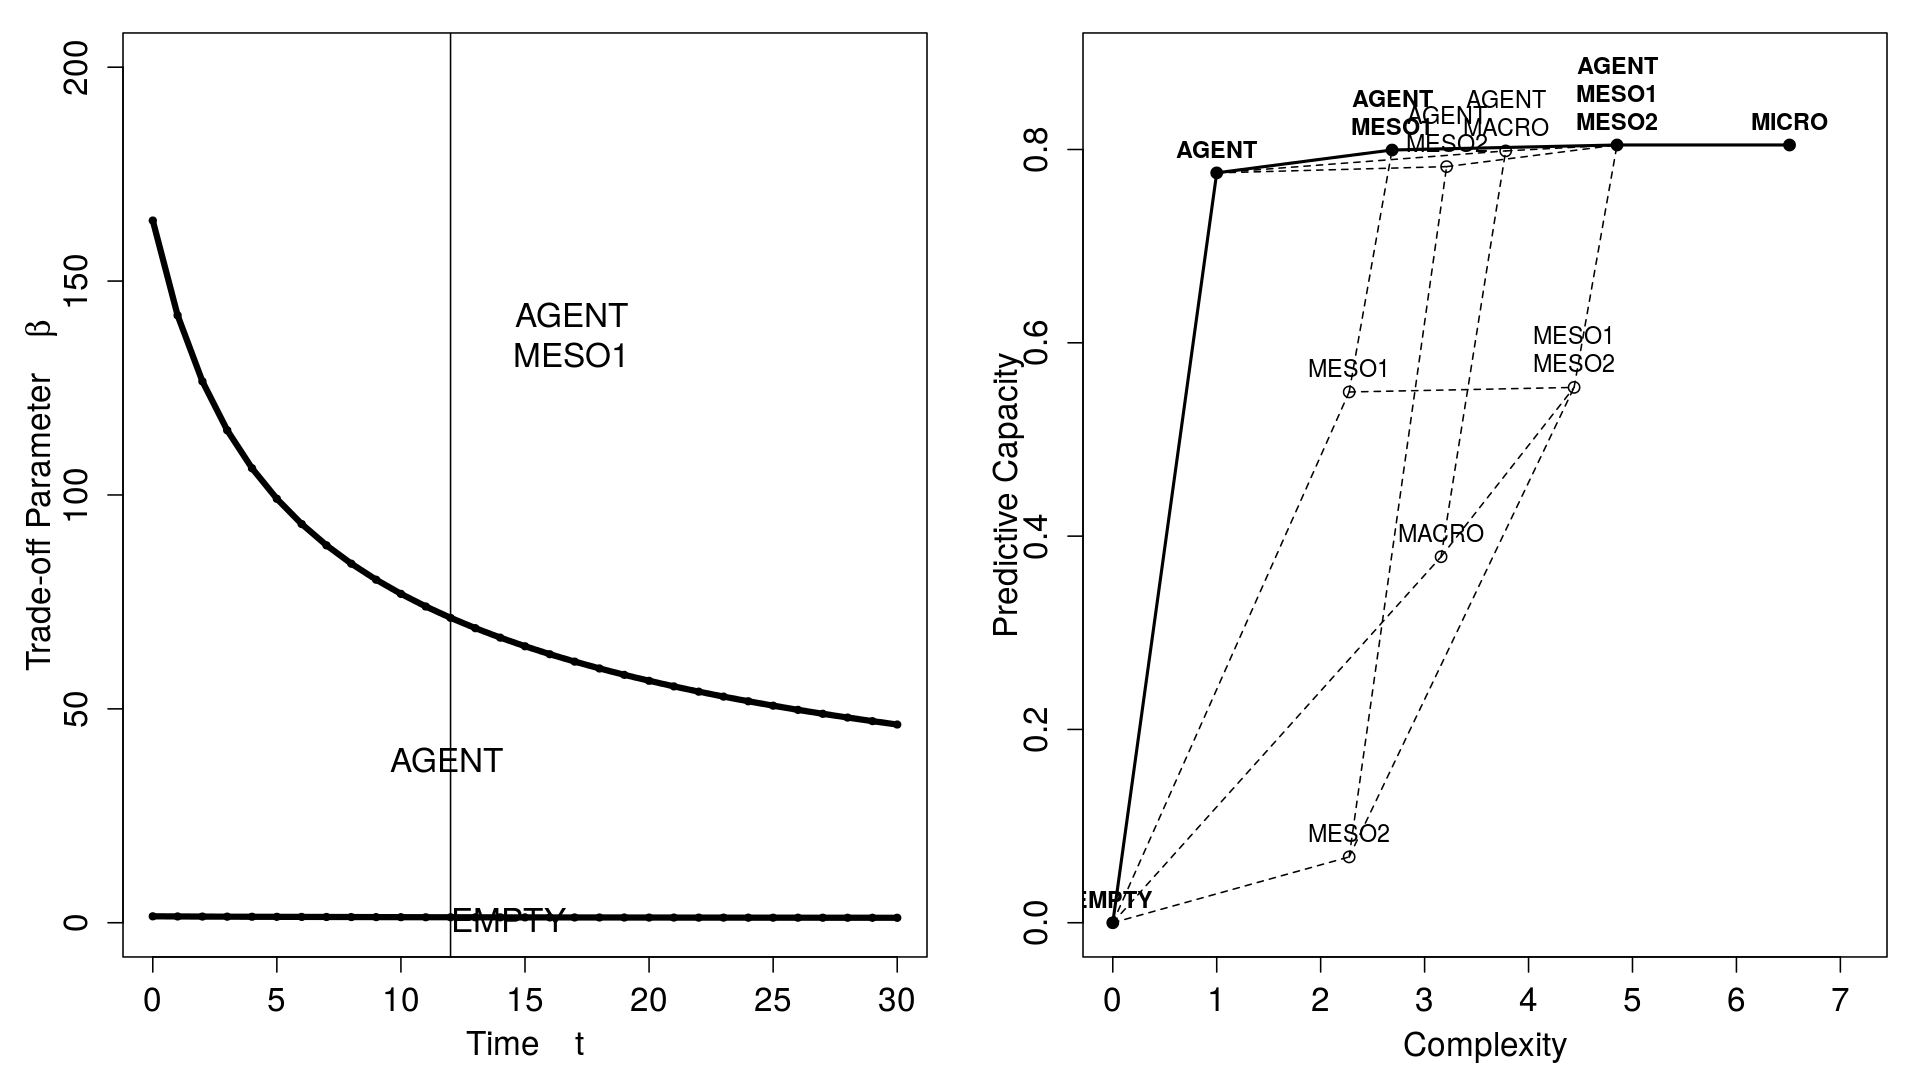 200
150
100
50
0
Trade-off Parameter β
AGENT
MESO1
AGENT
EMPTY
0 5 10 15 20 25 30
Time t
0.8
0.6
0.4
0.2
0.0
Predictive Capacity
AGENT
AGENT
MESO1
AGENT
MESO2
AGENT
MACRO
AGENT
MESO1
MESO2
MICRO
MESO1
MESO1
MESO2
MACRO
MESO2
EMPTY
0 1 2 3 4 5 6 7
Complexity